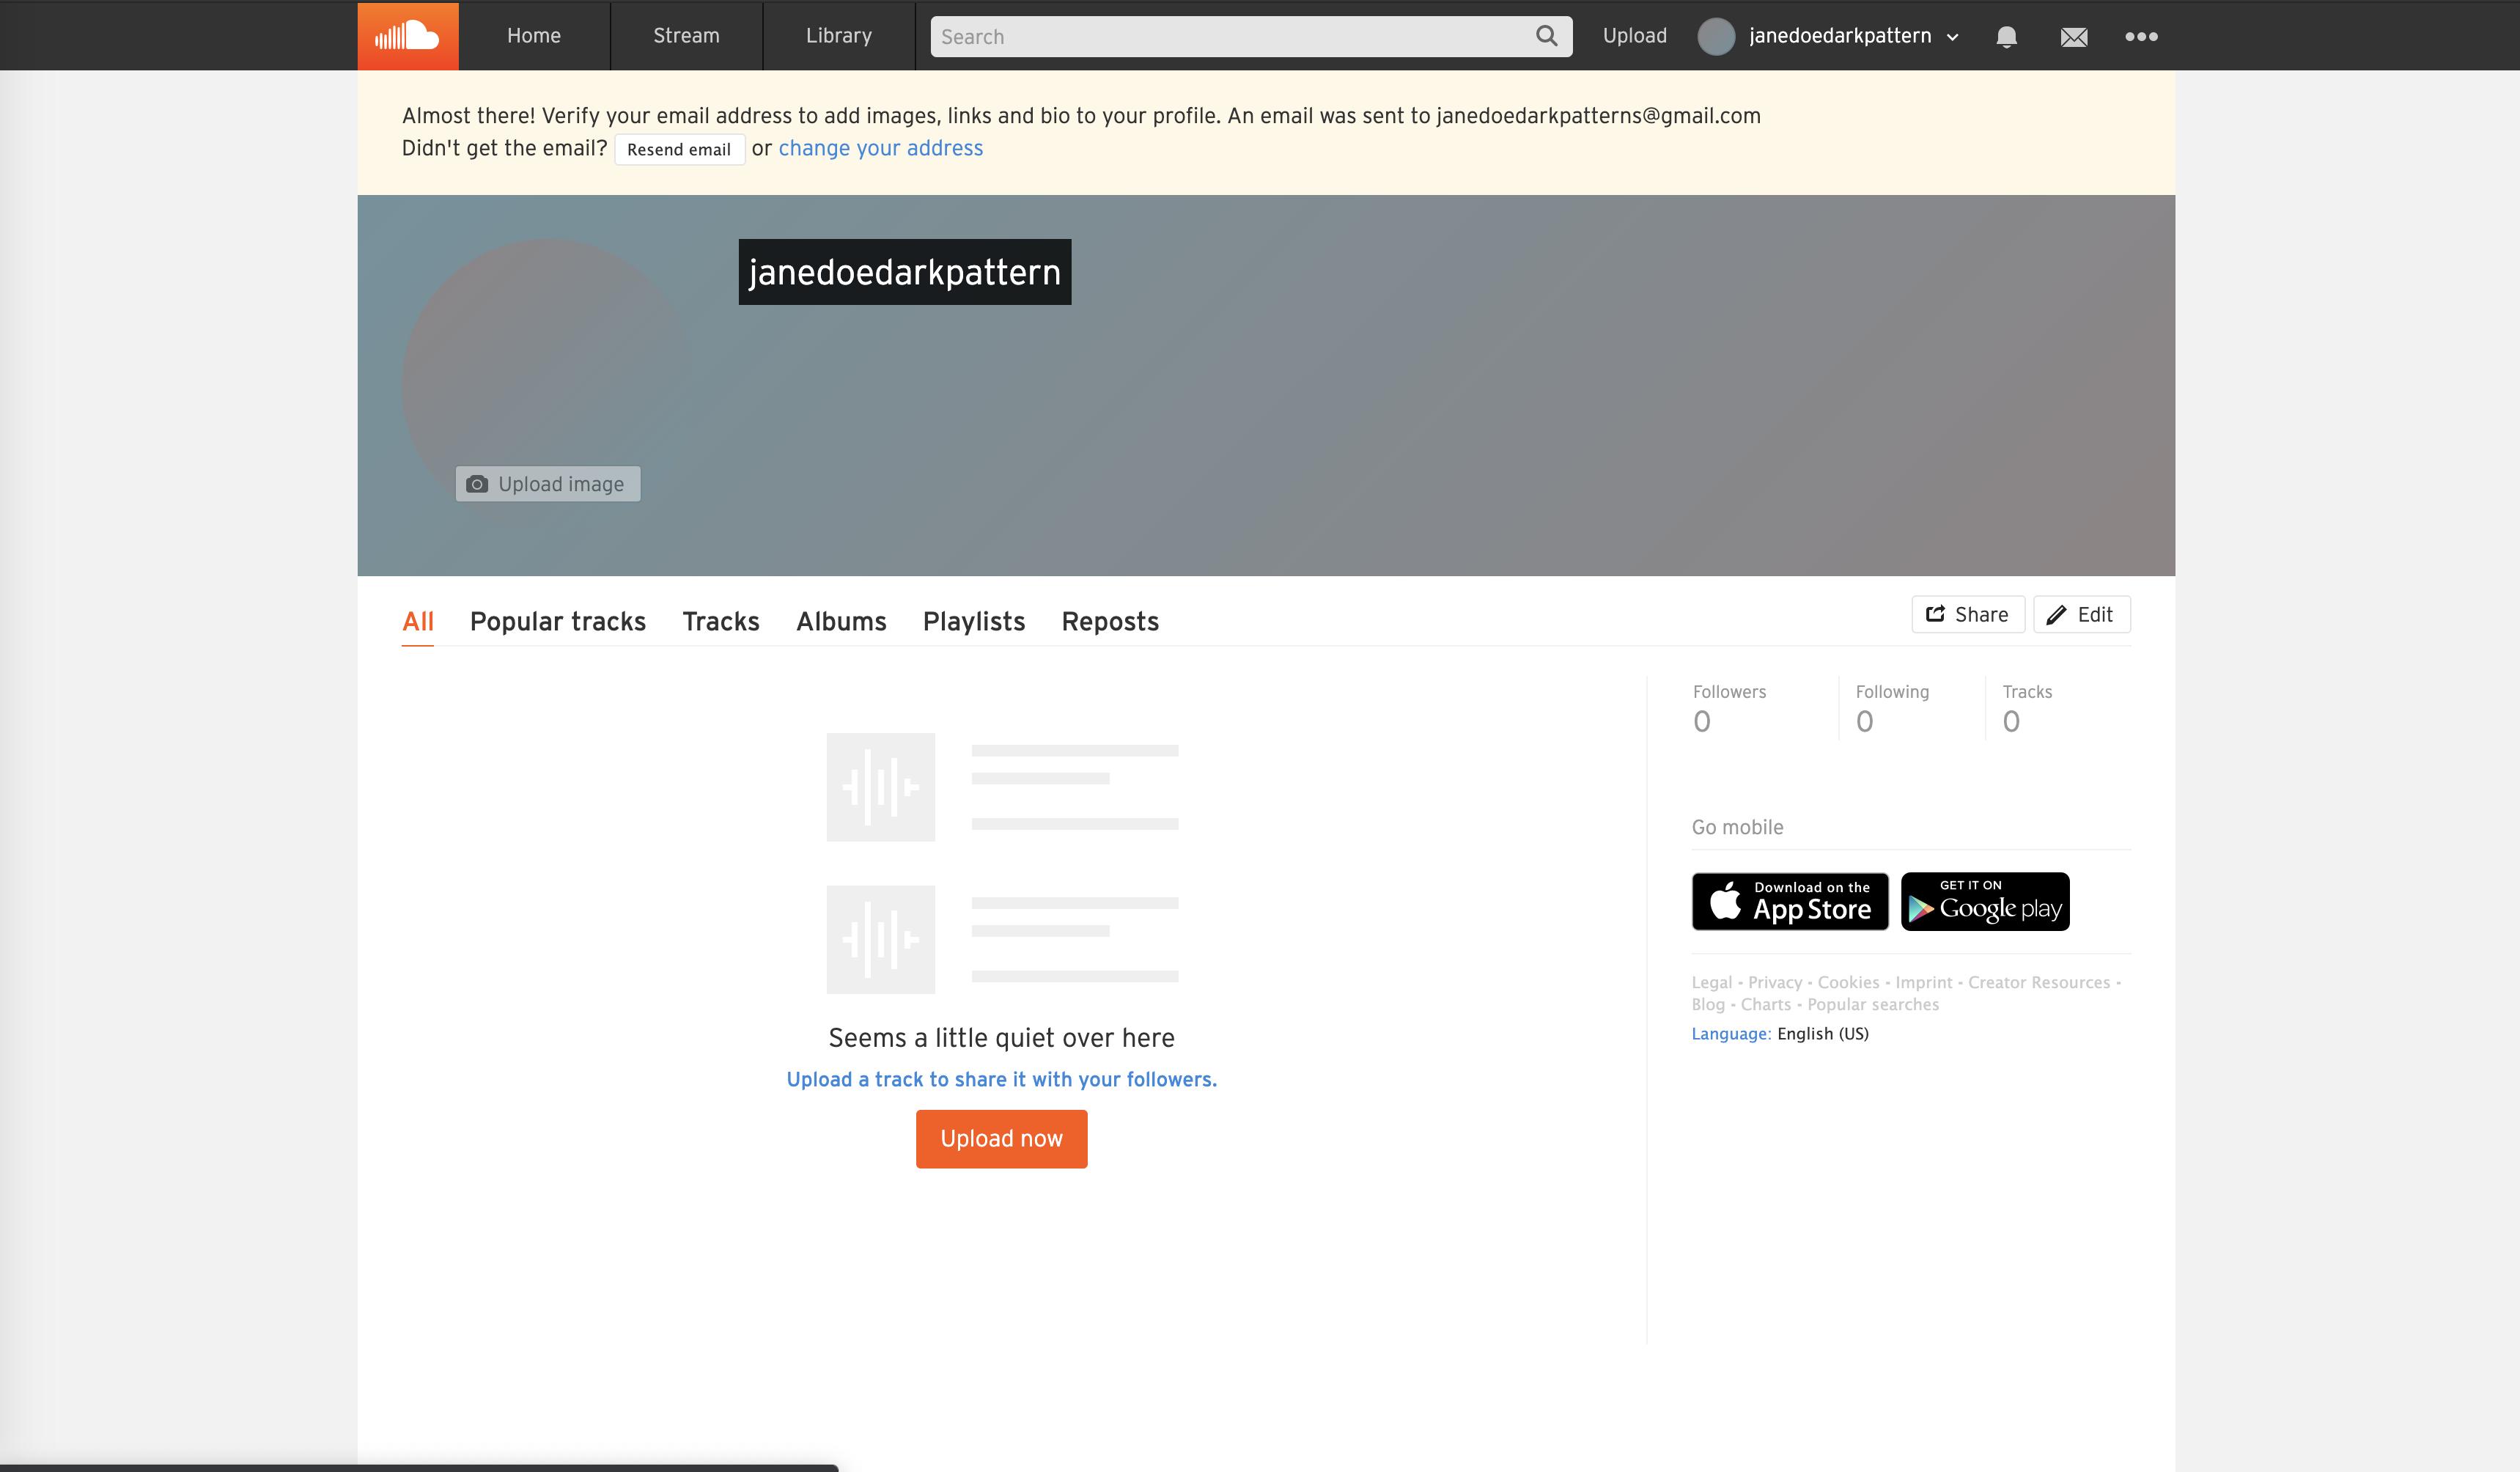 Home
Stream
Library
Search
Upload
janedoedarkpattern
Almost there! Verify your email address to add images, links and bio to your profile. An email was sent to janedoedarkpatterns@gmail.com
Didn't get the email? Resend email or change your address
janedoedarkpattern
Upload image
All
Popular tracks
Tracks
Albums
Playlists
Reposts
Share
Edit
Followers
0
Following
0
Tracks
0
Go mobile
Download on the
App Store
GET IT ON
Google play
Legal - Privacy - Cookies - Imprint - Creator Resources -
Blog - Charts - Popular searches
Language: English (US)
Seems a little quiet over here
Upload a track to share it with your followers.
Upload now